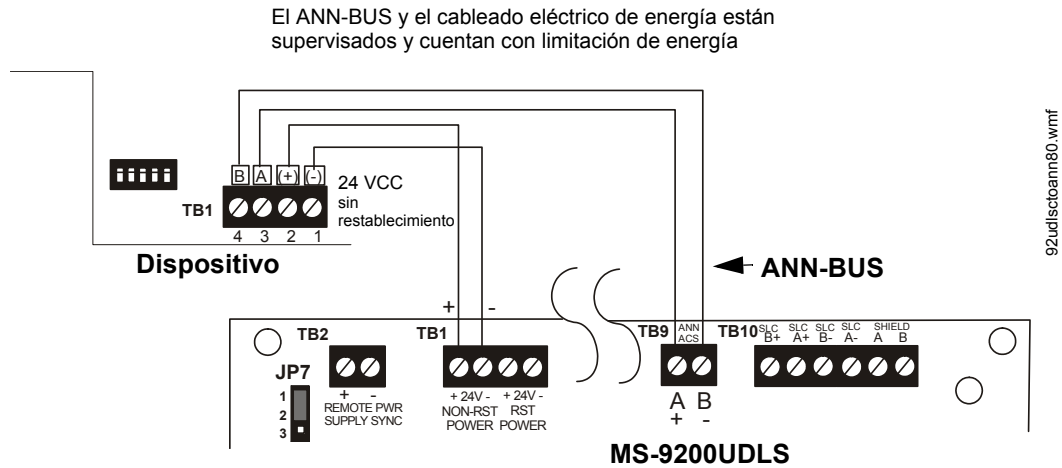 El ANN-BUS y el cableado eléctrico de energía están
supervisados y cuentan con limitación de energía
92udlsctoann80.wmf
B A (+) (-)
24 VCC
sin
restablecimiento
TB1
4 3 2 1
Dispositivo
ANN-BUS
+ -
TB2
TB1
TB9
ANN
ACS
TB10
SLC B+
SLC A+
SLC B-
SLC A-
SHIELD
A B
JP7
1
2
3
+ -
REMOTE PWR
SUPPLY SYNC
+ 24V - + 24V -
NON-RST
POWER
RST
POWER
A B
+ -
MS-9200UDLS